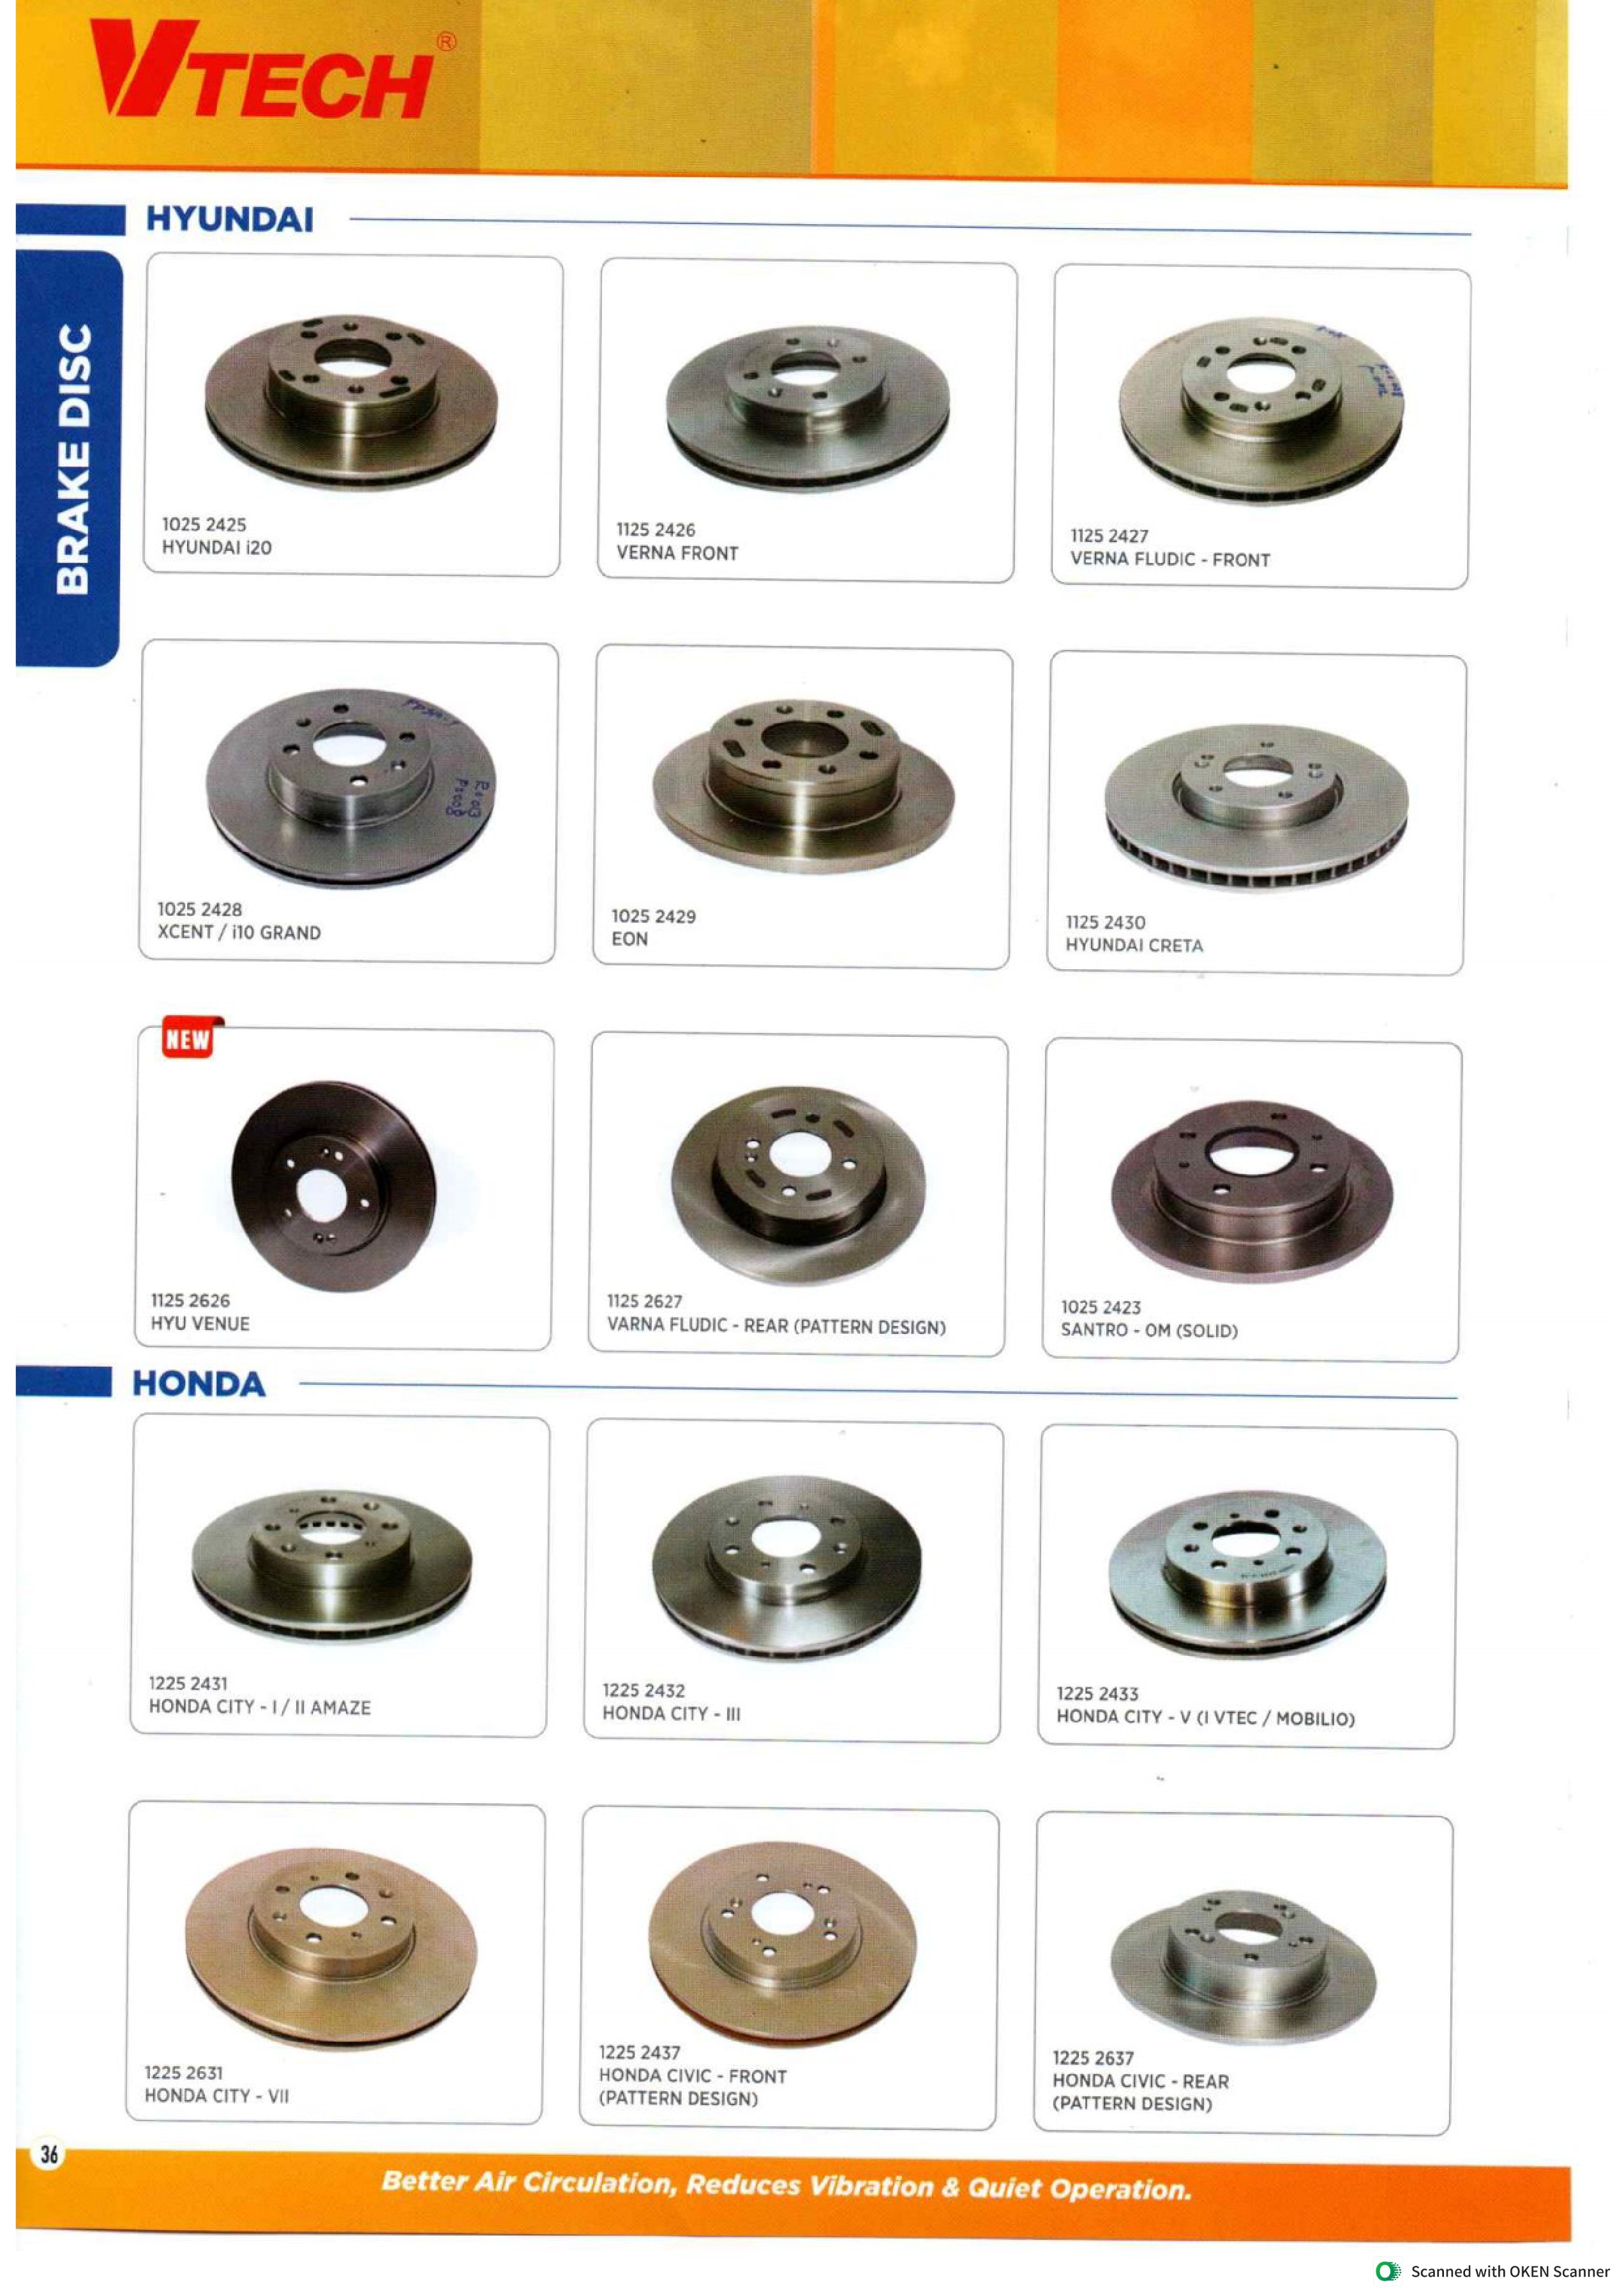 VTECH®
HYUNDAI
BRAKE DISC
1025 2425
HYUNDAI i20
1125 2426
VERNA FRONT
1125 2427
VERNA FLUDIC - FRONT
1025 2428
XCENT / i10 GRAND
1025 2429
EON
1125 2430
HYUNDAI CRETA
NEW
1125 2626
HYU VENUE
1125 2627
VARNA FLUDIC - REAR (PATTERN DESIGN)
1025 2423
SANTRO - OM (SOLID)
HONDA
1225 2431
HONDA CITY - I / II AMAZE
1225 2432
HONDA CITY - III
1225 2433
HONDA CITY - V (I VTEC / MOBILIO)
1225 2631
HONDA CITY - VII
1225 2437
HONDA CIVIC - FRONT
(PATTERN DESIGN)
1225 2637
HONDA CIVIC - REAR
(PATTERN DESIGN)
36
Better Air Circulation, Reduces Vibration & Quiet Operation.
Scanned with OKEN Scanner